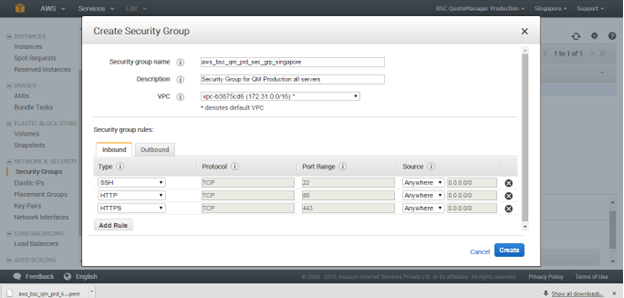 AWS Services Edit BSC QuoteManager Production Singapore Support
INSTANCES
Instances
Spot Requests
Reserved Instances
IMAGES
AMIs
Bundle Tasks
ELASTIC BLOCK STORE
Volumes
Snapshots
NETWORK & SECURITY
Security Groups
Elastic IPs
Placement Groups
Key Pairs
Network Interfaces
LOAD BALANCING
Load Balancers
AUTO SCALING
1 to 1 of 1
Create Security Group
Security group name aws_bsc_qm_prd_sec_grp_singapore
Description Security Group for QM Production all servers
VPC vpc-b3875cd6 (172.31.0.0/16) *
* denotes default VPC
Security group rules:
Inbound Outbound
Type Protocol Port Range Source
SSH TCP 22 Anywhere 0.0.0.0/0
HTTP TCP 80 Anywhere 0.0.0.0/0
HTTPS TCP 443 Anywhere 0.0.0.0/0
Add Rule
Cancel Create
Feedback English © 2008 - 2015, Amazon Internet Services Private Ltd. or its affiliates. All rights reserved. Privacy Policy Terms of Use
aws_bsc_qm_prd_k....pem Show all downloads...